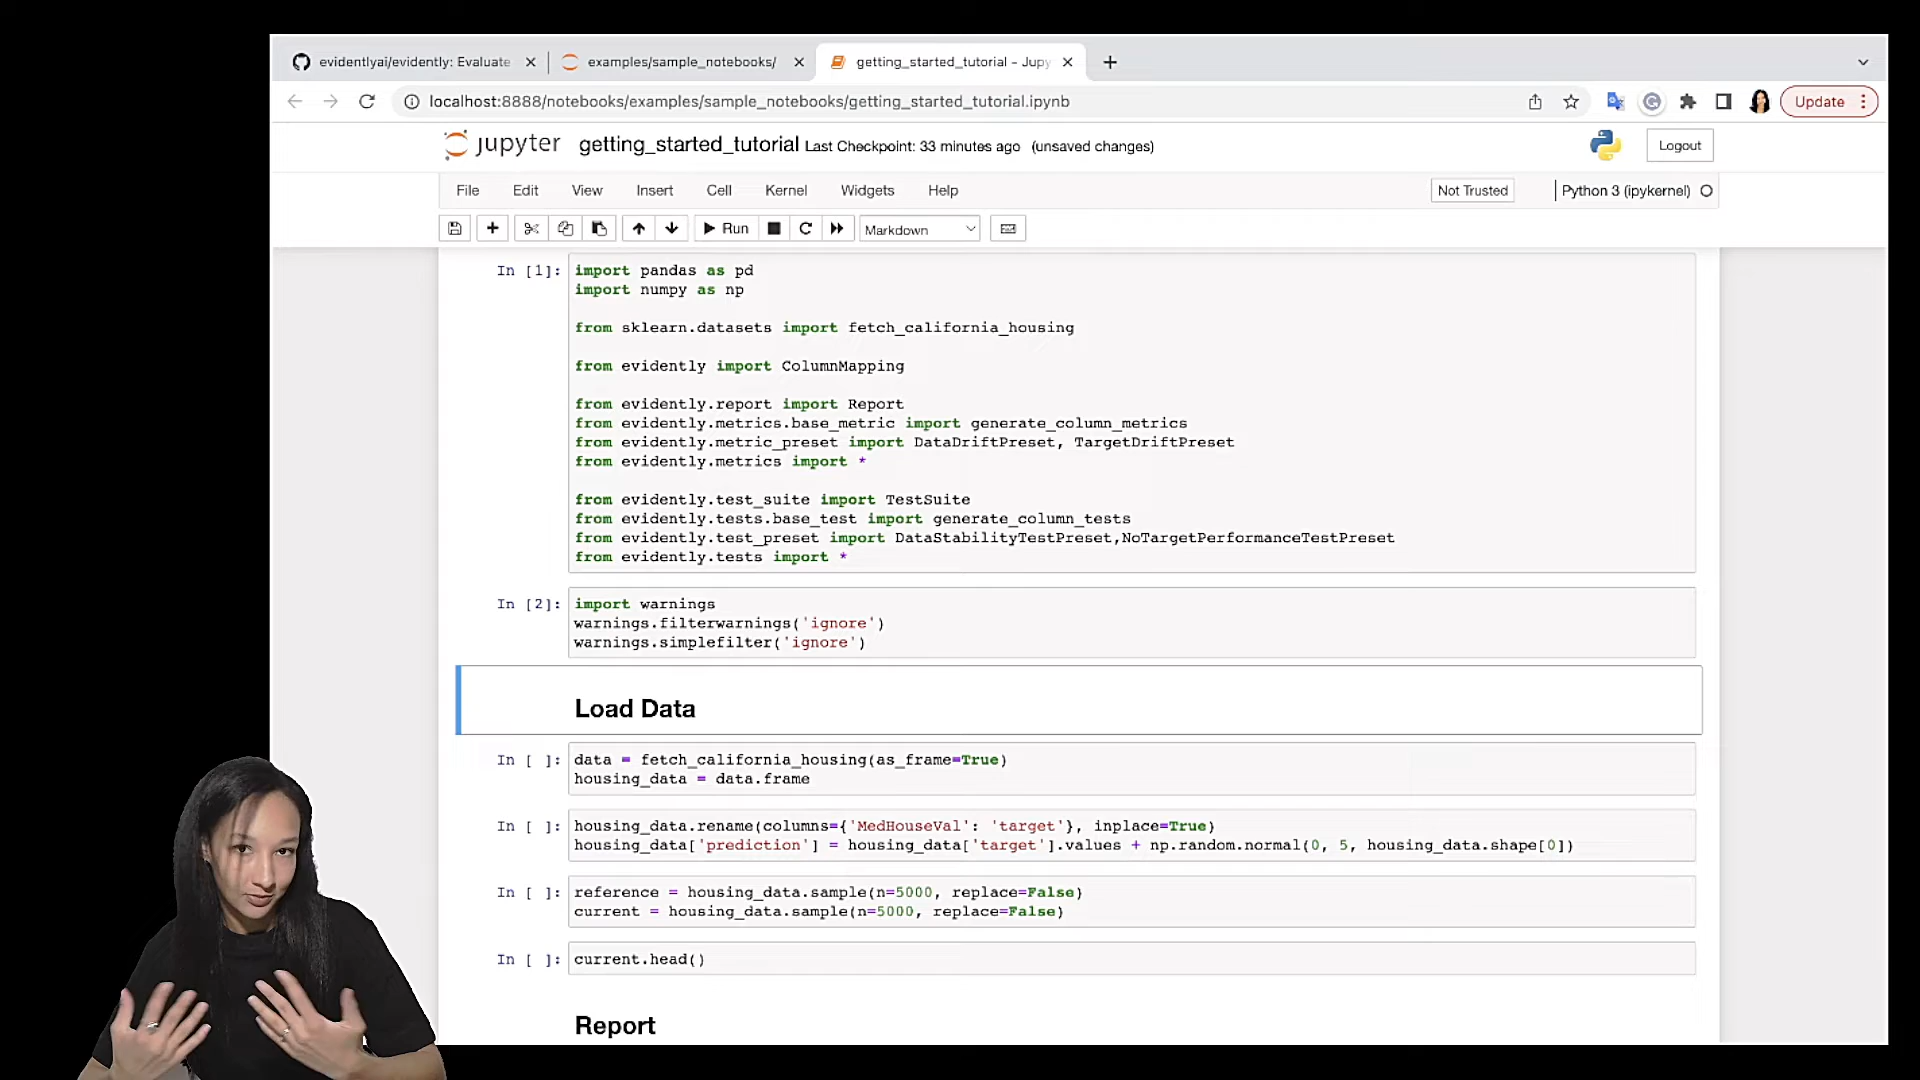 evidentlyai/evidently: Evaluate
examples/sample_notebooks/
getting_started_tutorial - Jupy
localhost:8888/notebooks/examples/sample_notebooks/getting_started_tutorial.ipynb
Update
jupyter getting_started_tutorial Last Checkpoint: 33 minutes ago (unsaved changes)
Logout
File Edit View Insert Cell Kernel Widgets Help
Not Trusted
Python 3 (ipykernel)
Run
Markdown
In [1]: import pandas as pd
import numpy as np
from sklearn.datasets import fetch_california_housing
from evidently import ColumnMapping
from evidently.report import Report
from evidently.metrics.base_metric import generate_column_metrics
from evidently.metric_preset import DataDriftPreset, TargetDriftPreset
from evidently.metrics import *
from evidently.test_suite import TestSuite
from evidently.tests.base_test import generate_column_tests
from evidently.test_preset import DataStabilityTestPreset,NoTargetPerformanceTestPreset
from evidently.tests import *
In [2]: import warnings
warnings.filterwarnings('ignore')
warnings.simplefilter('ignore')
Load Data
In [ ]: data = fetch_california_housing(as_frame=True)
housing_data = data.frame
In [ ]: housing_data.rename(columns={'MedHouseVal': 'target'}, inplace=True)
housing_data['prediction'] = housing_data['target'].values + np.random.normal(0, 5, housing_data.shape[0])
In [ ]: reference = housing_data.sample(n=5000, replace=False)
current = housing_data.sample(n=5000, replace=False)
In [ ]: current.head()
Report